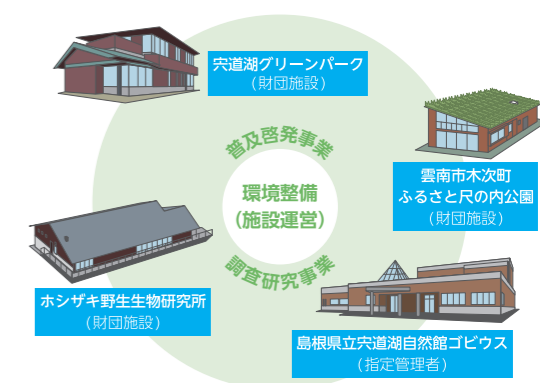 宍道湖グリーンパーク
(財団施設)
雲南市木次町
ふるさと尺の内公園
(財団施設)
普及啓発事業
環境整備
(施設運営)
調査研究事業
ホシザキ野生生物研究所
(財団施設)
島根県立宍道湖自然館ゴビウス
(指定管理者)